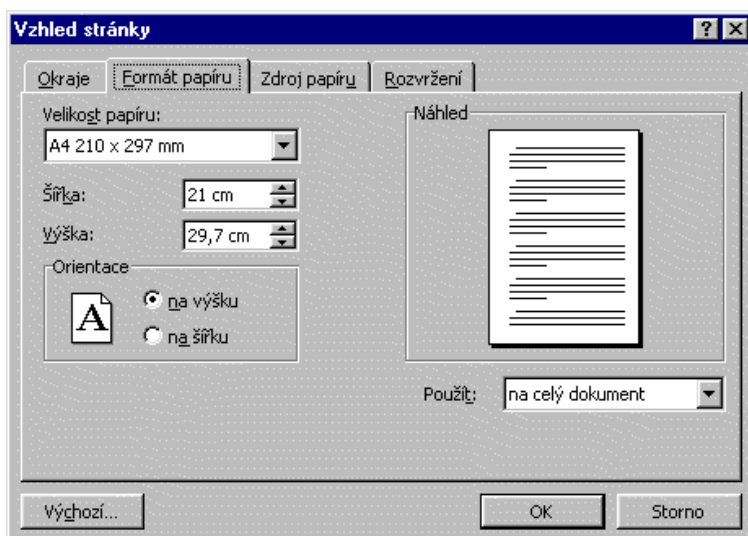 Vzhled stránky
Okraje Formát papíru Zdroj papíru Rozvržení
Velikost papíru:
A4 210 x 297 mm
Šířka: 21 cm
Výška: 29,7 cm
Orientace
A
na výšku
na šířku
Náhled
Použít: na celý dokument
Výchozí... OK Storno